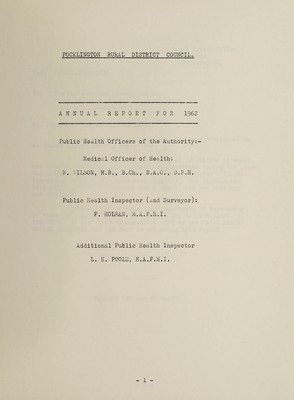 POCKLINGTON RURAL DISTRICT COUNCIL.
ANNUAL REPORT FOR 1962
Public Health Officers of the Authority:-
Medical Officer of Health:
WILSON, M.B., B.Ch., B.A.O., D.P.H.
Public Health Inspector (and Surveyor):
F. HOLMAN, M.A.P.H.I.
Additional Public Health Inspector
L. H. POOLE, M.A.P.H.I.
- 1 -